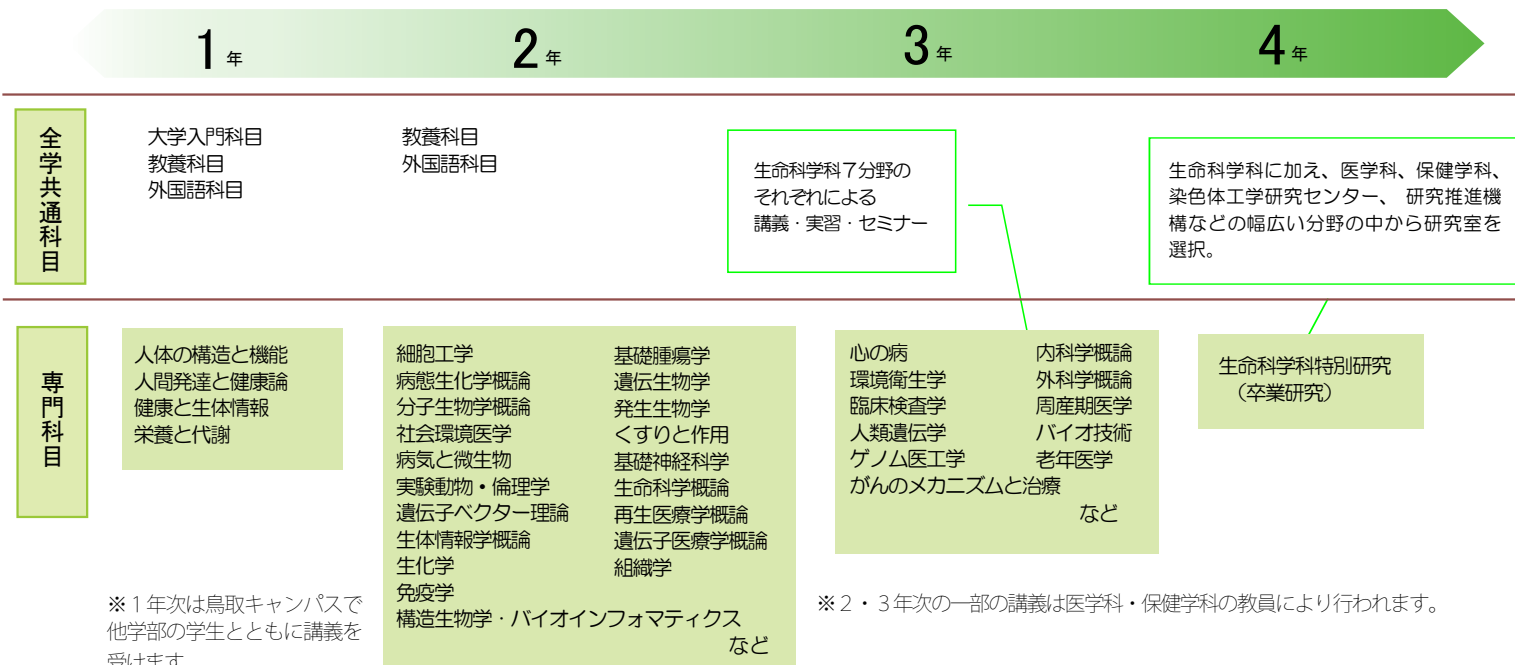 1年
2年
3年
4年
全学共通科目
大学入門科目
教養科目
外国語科目
教養科目
外国語科目
生命科学科7分野の
それぞれによる
講義・実習・セミナー
生命科学科に加え、医学科、保健学科、
染色体工学研究センター、 研究推進機
構などの幅広い分野の中から研究室を
選択。
専門科目
人体の構造と機能
人間発達と健康論
健康と生体情報
栄養と代謝
細胞工学
病態生化学概論
分子生物学概論
社会環境医学
病気と微生物
実験動物・倫理学
遺伝子ベクター理論
生体情報学概論
生化学
免疫学
構造生物学・バイオインフォマティクス
基礎腫瘍学
遺伝生物学
発生生物学
くすりと作用
基礎神経科学
生命科学概論
再生医療学概論
遺伝子医療学概論
組織学
など
心の病
環境衛生学
臨床検査学
人類遺伝学
ゲノム医工学
がんのメカニズムと治療
内科学概論
外科学概論
周産期医学
バイオ技術
老年医学
など
生命科学科特別研究
（卒業研究）
※１年次は鳥取キャンパスで
他学部の学生とともに講義を
受けます
※２・３年次の一部の講義は医学科・保健学科の教員により行われます。